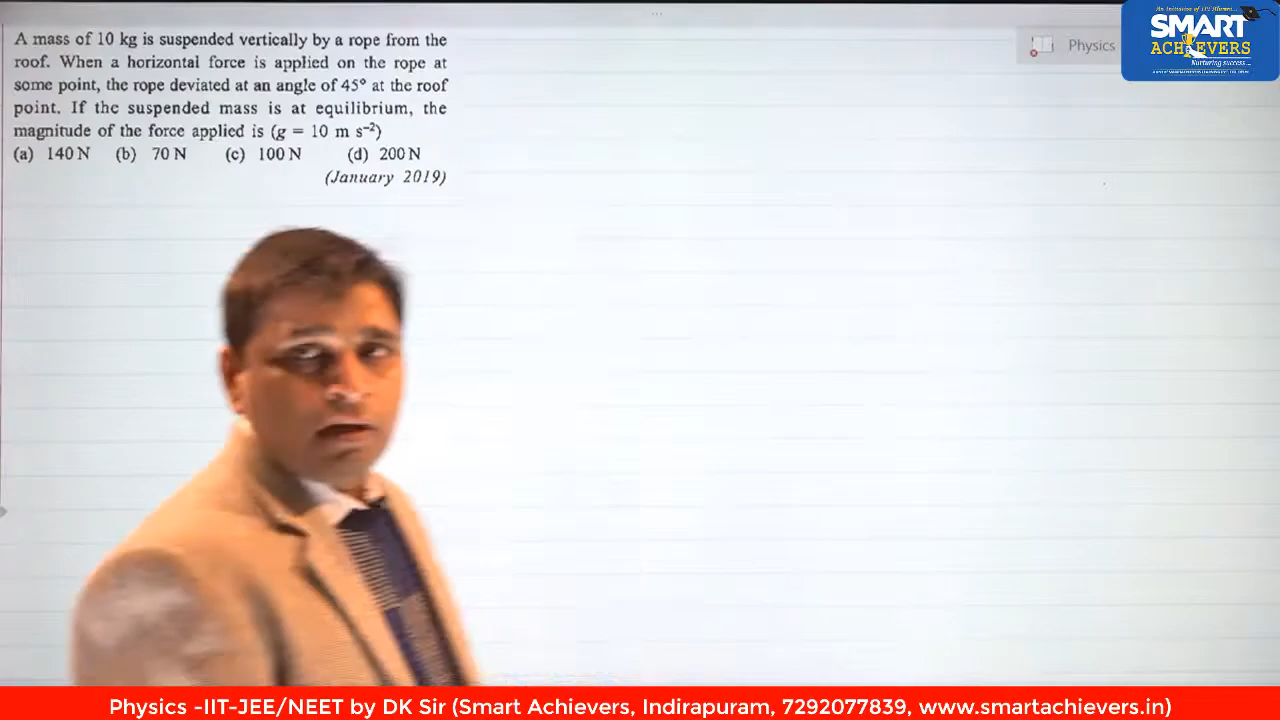 A mass of 10 kg is suspended vertically by a rope from the
roof. When a horizontal force is applied on the rope at
some point, the rope deviated at an angle of 45° at the roof
point. If the suspended mass is at equilibrium, the
magnitude of the force applied is (g = 10 m s⁻²)
(a) 140 N (b) 70 N (c) 100 N (d) 200 N
(January 2019)
Physics
SMART
ACHIEVERS
Nurturing success...
Physics -IIT-JEE/NEET by DK Sir (Smart Achievers, Indirapuram, 7292077839, www.smartachievers.in)